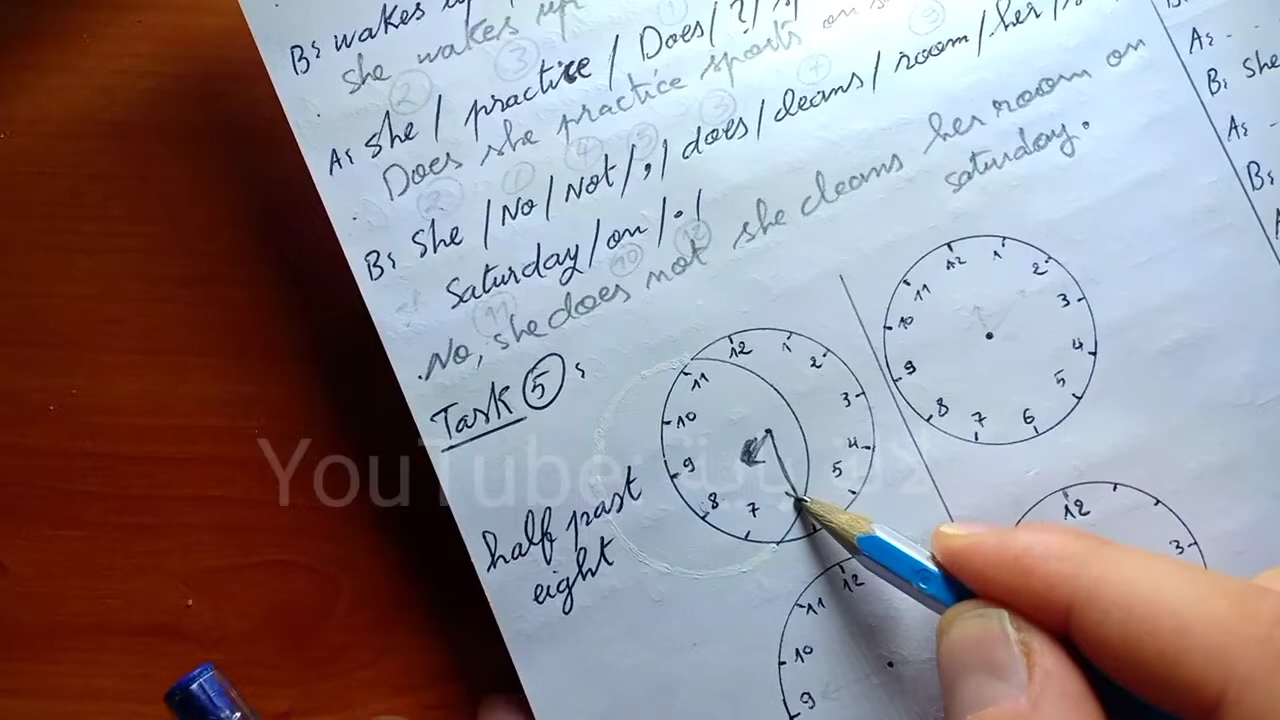 B: wakes up
she wakes up
A: she / practice / Does / ? /
Does she practice sports on
B: she / No / Not / , / does / cleans / room / her /
Saturday / on / . /
No, she does not she cleans her room on
saturday.
Task 5:
half past
eight
12 1 2 3 4 5 7 8 9 10 11
12 1 2 3 4 5 6 7 8 9 10 11
12 3
12 11 10 9
A:
B: she
A: -
B:
YouTube: